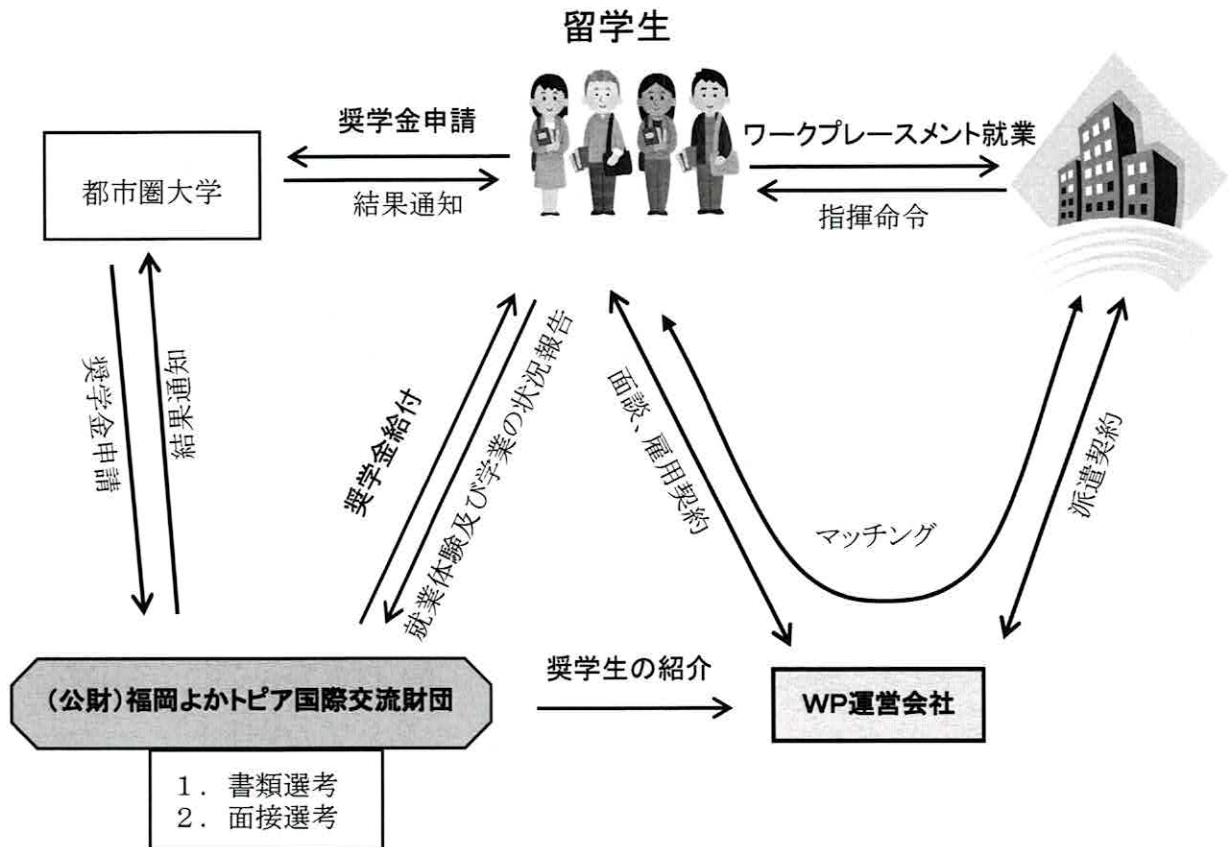 留学生
奨学金申請
ワークプレースメント就業
都市圏大学
結果通知
指揮命令
奨学金申請
結果通知
奨学金給付
就業体験及び学業の状況報告
面談、雇用契約
マッチング
派遣契約
(公財)福岡よかトピア国際交流財団
奨学生の紹介
WP運営会社
1. 書類選考
2. 面接選考